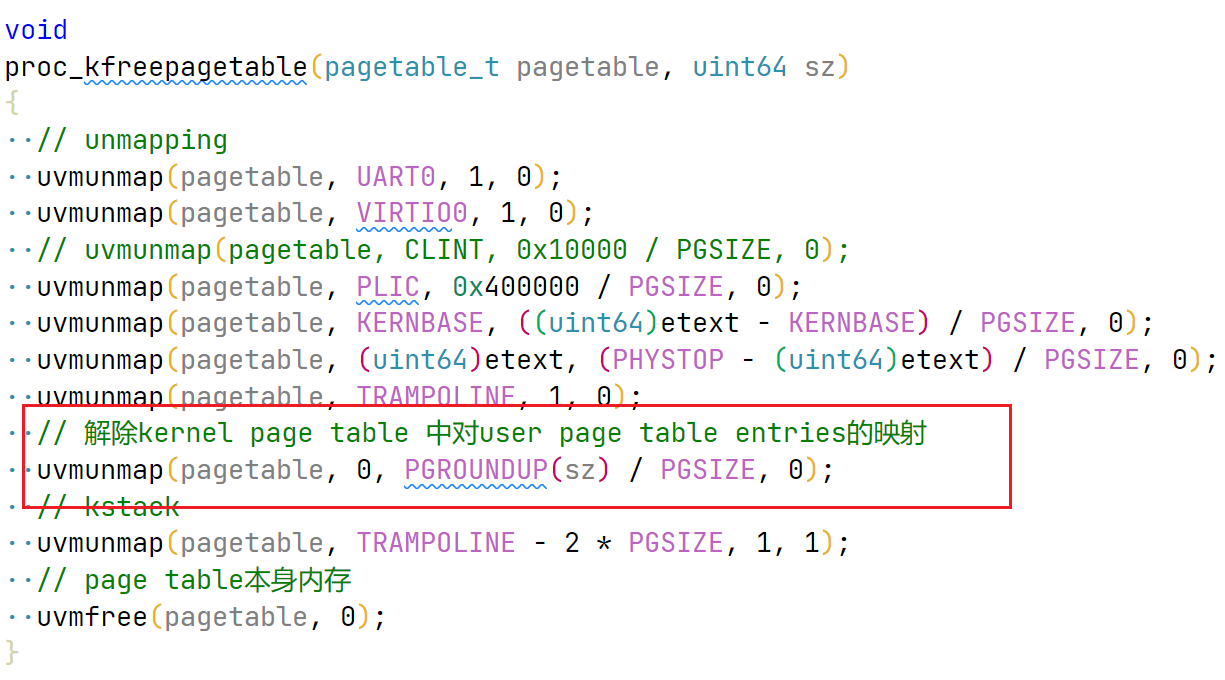 void
proc_kfreepagetable(pagetable_t pagetable, uint64 sz)
{
··// unmapping
··uvmunmap(pagetable, UART0, 1, 0);
··uvmunmap(pagetable, VIRTIO0, 1, 0);
··// uvmunmap(pagetable, CLINT, 0x10000 / PGSIZE, 0);
··uvmunmap(pagetable, PLIC, 0x400000 / PGSIZE, 0);
··uvmunmap(pagetable, KERNBASE, ((uint64)etext - KERNBASE) / PGSIZE, 0);
··uvmunmap(pagetable, (uint64)etext, (PHYSTOP - (uint64)etext) / PGSIZE, 0);
··uvmunmap(pagetable, TRAMPOLINE, 1, 0);
··// 解除kernel page table 中对user page table entries的映射
··uvmunmap(pagetable, 0, PGROUNDUP(sz) / PGSIZE, 0);
··// kstack
··uvmunmap(pagetable, TRAMPOLINE - 2 * PGSIZE, 1, 1);
··// page table本身内存
··uvmfree(pagetable, 0);
}